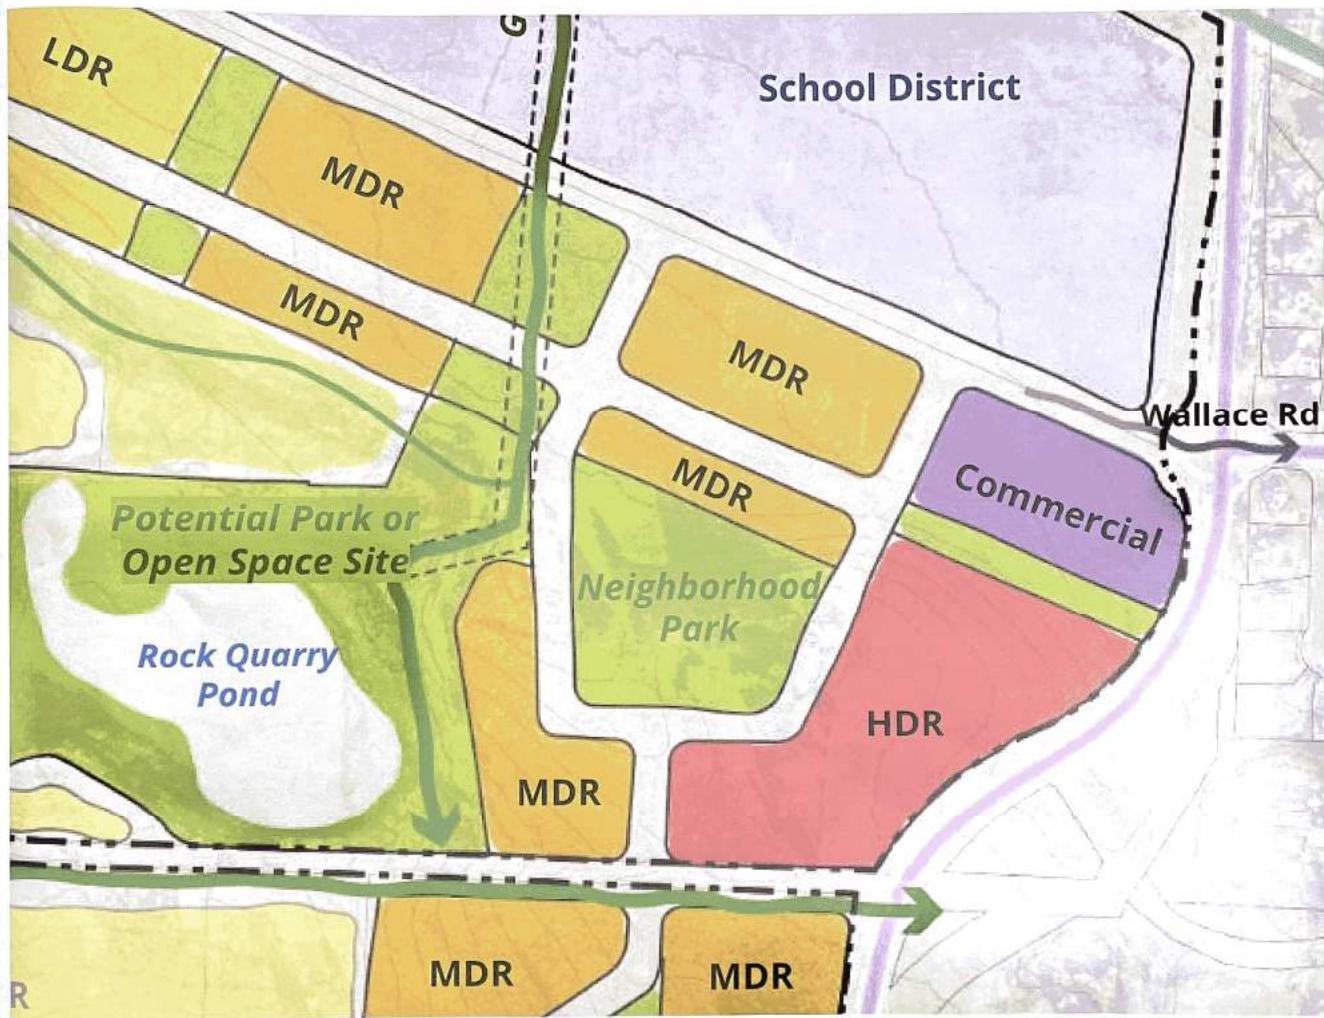 G
School District
LDR
MDR
MDR
MDR
Wallace Rd
MDR
Commercial
Potential Park or
Open Space Site
Neighborhood
Park
Rock Quarry
Pond
HDR
MDR
MDR
MDR
R